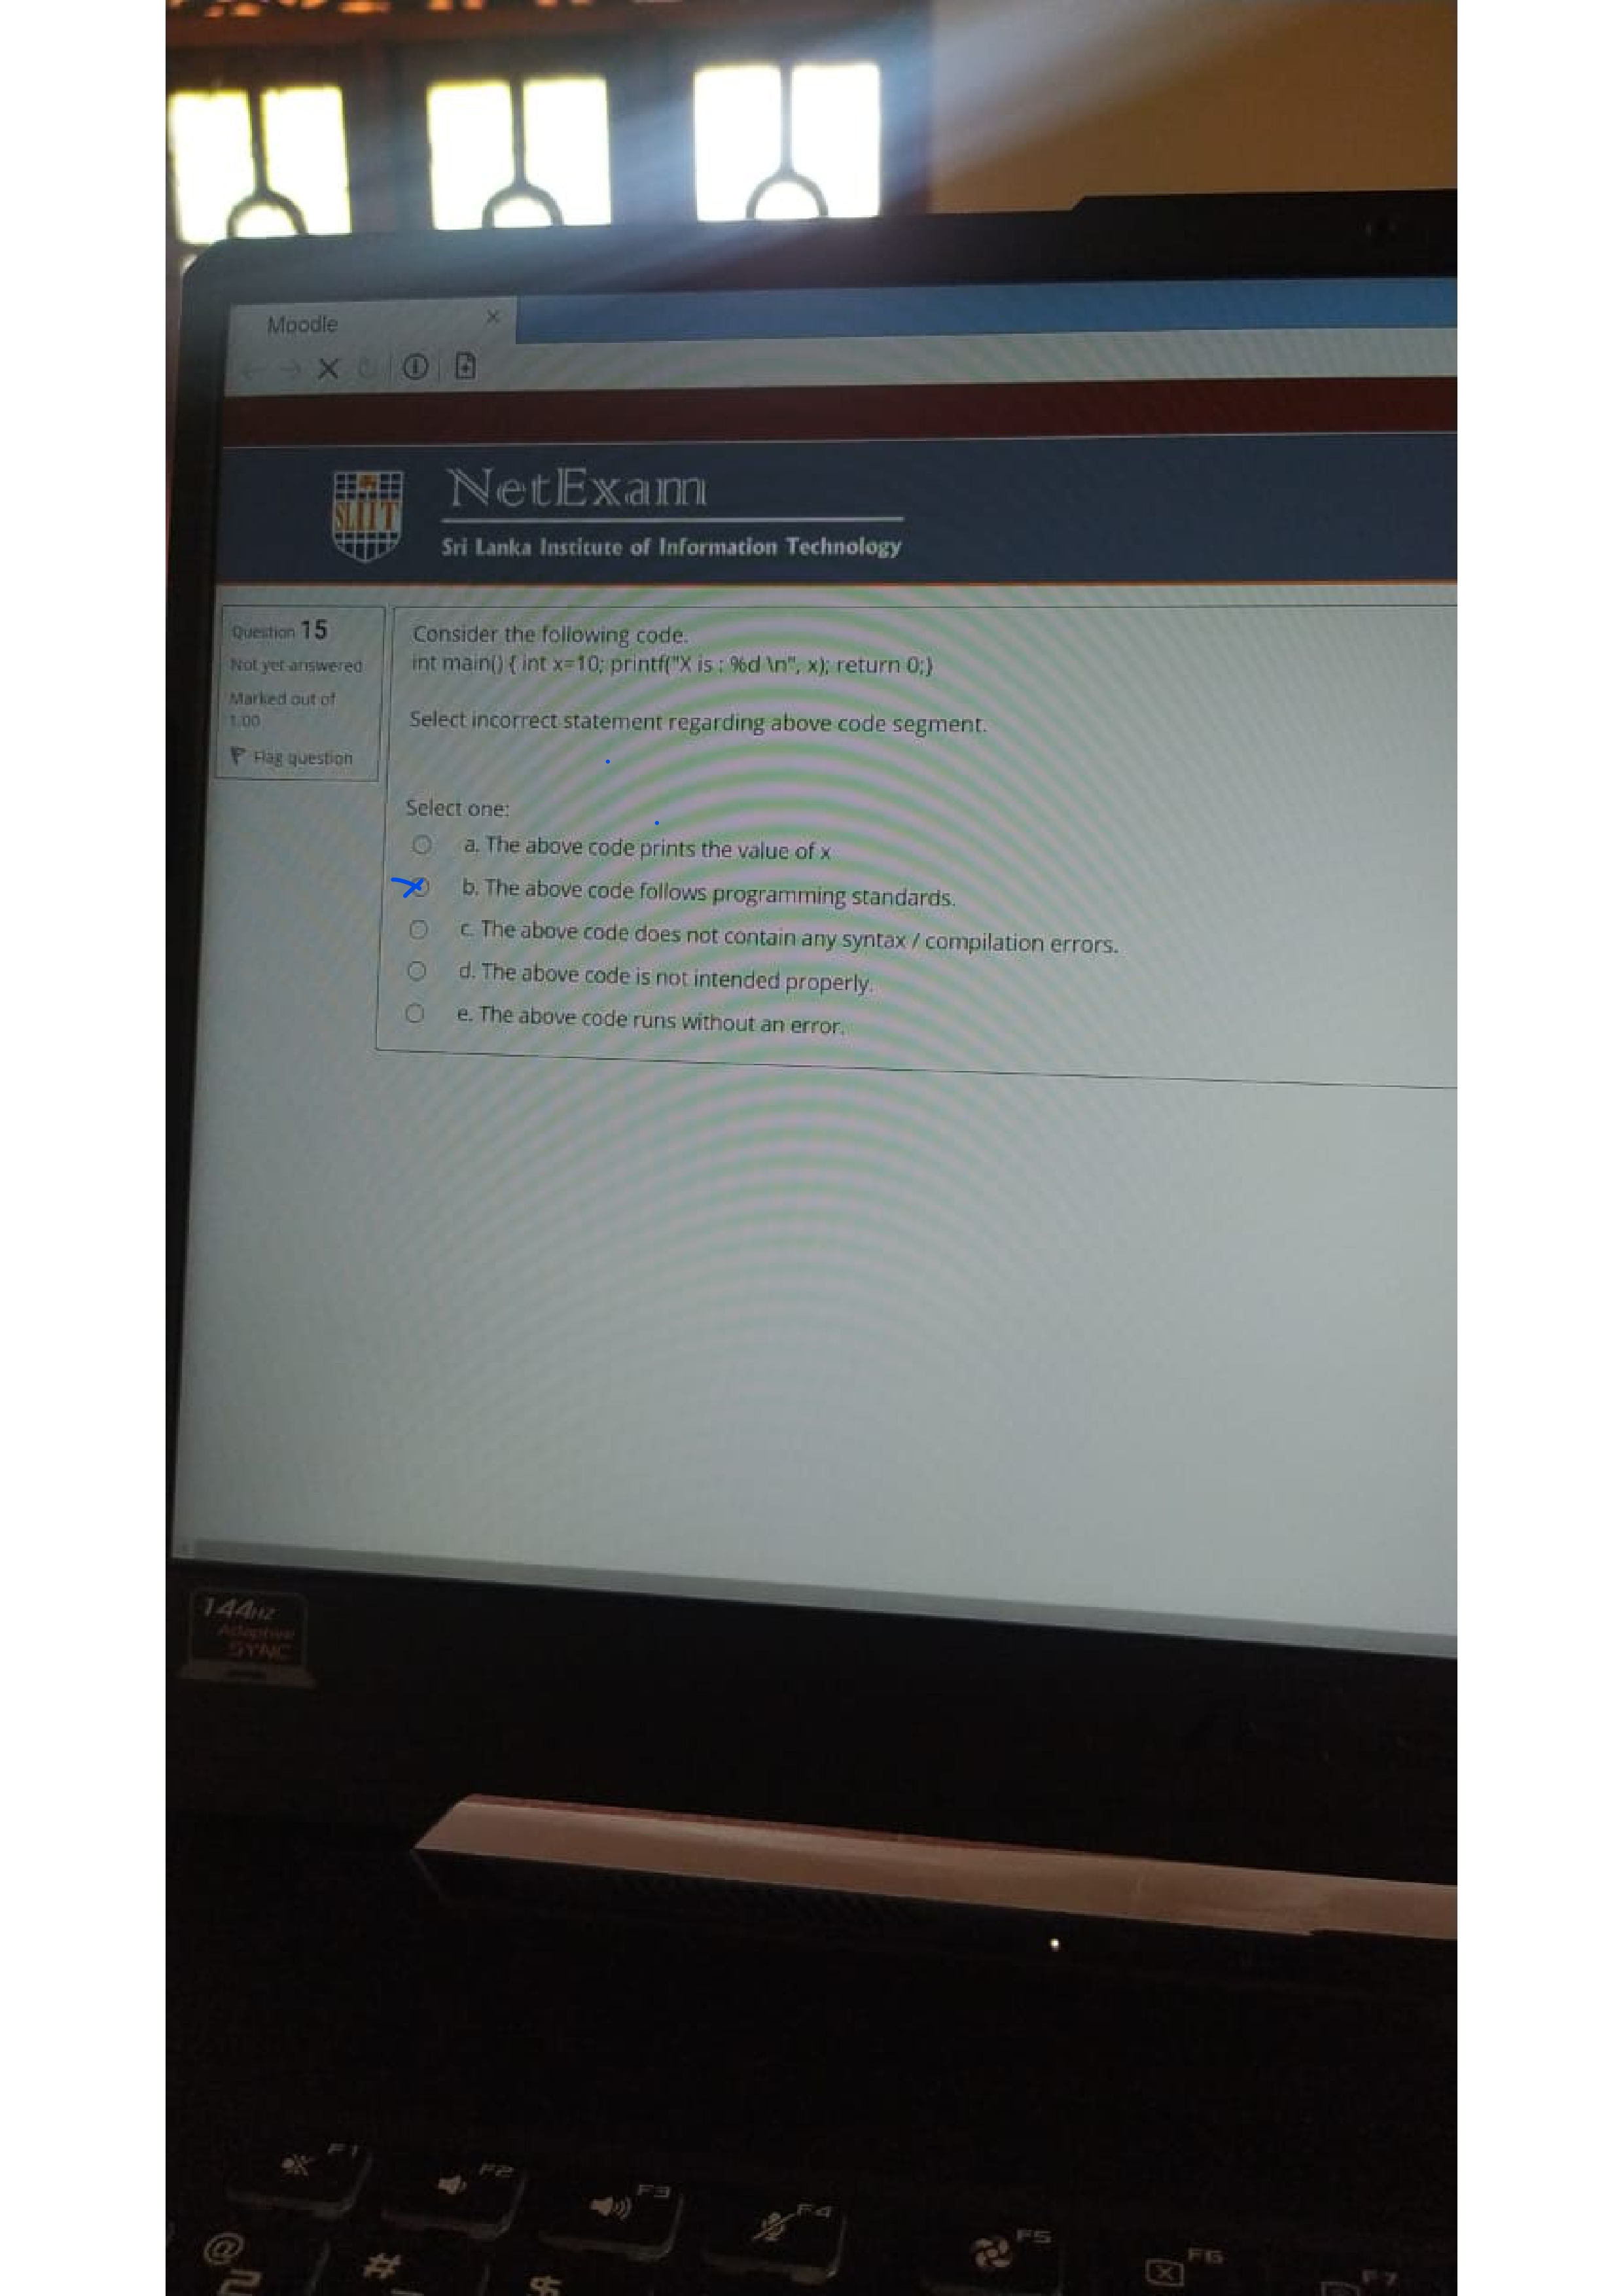 Moodle
SLIIT
NetExam
Sri Lanka Institute of Information Technology
Question 15
Not yet answered
Marked out of
1.00
Flag question
Consider the following code.
int main() { int x=10; printf("X is : %d \n", x); return 0;}
Select incorrect statement regarding above code segment.
Select one:
a. The above code prints the value of x
b. The above code follows programming standards.
c. The above code does not contain any syntax / compilation errors.
d. The above code is not intended properly.
e. The above code runs without an error.
144Hz
Adaptive
SYNC
F1
F2
F3
F4
F5
F6
F7
@
2
#
$